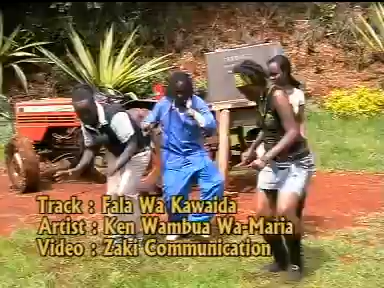 Track : Fala Wa Kawaida
Artist : Ken Wambua Wa-Maria
Video : Zaki Communication